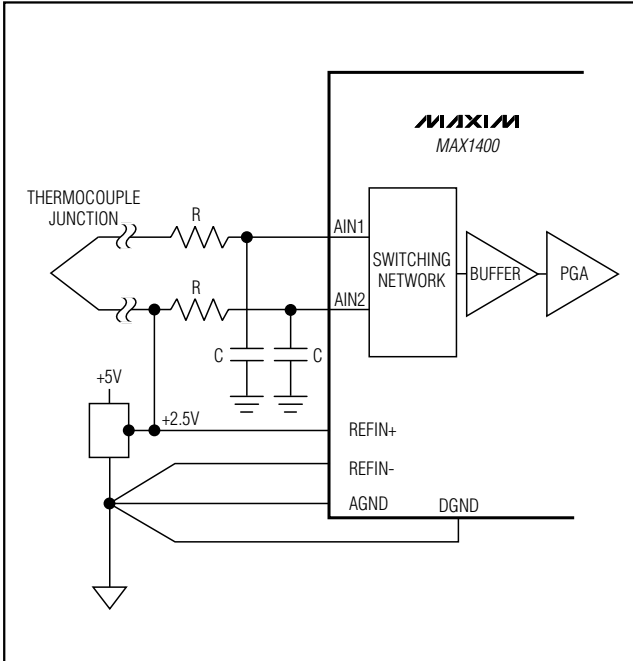 MAXIM
MAX1400
THERMOCOUPLE
JUNCTION
R
AIN1
SWITCHING
NETWORK
BUFFER
PGA
R
AIN2
C
C
+5V
+2.5V
REFIN+
REFIN-
AGND
DGND